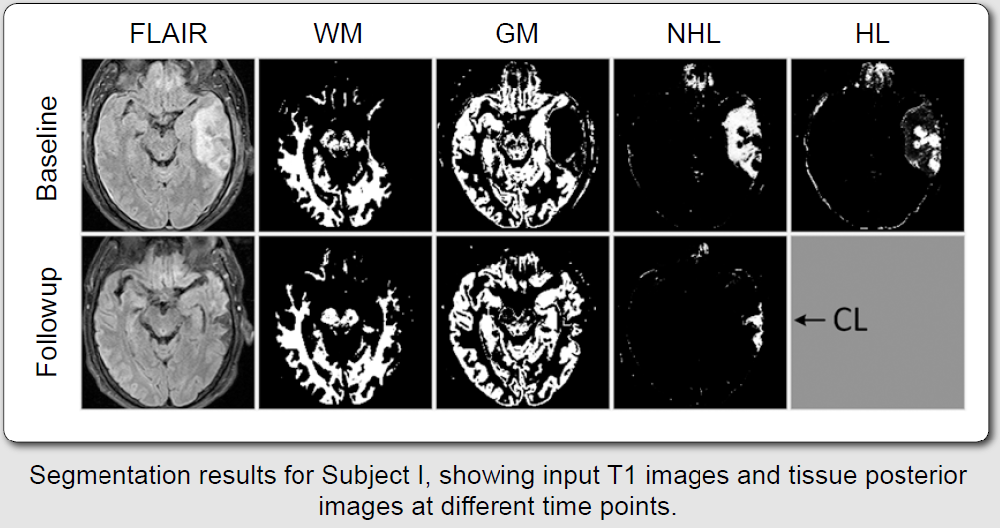 FLAIR WM GM NHL HL
Baseline
Followup
← CL
Segmentation results for Subject I, showing input T1 images and tissue posterior
images at different time points.